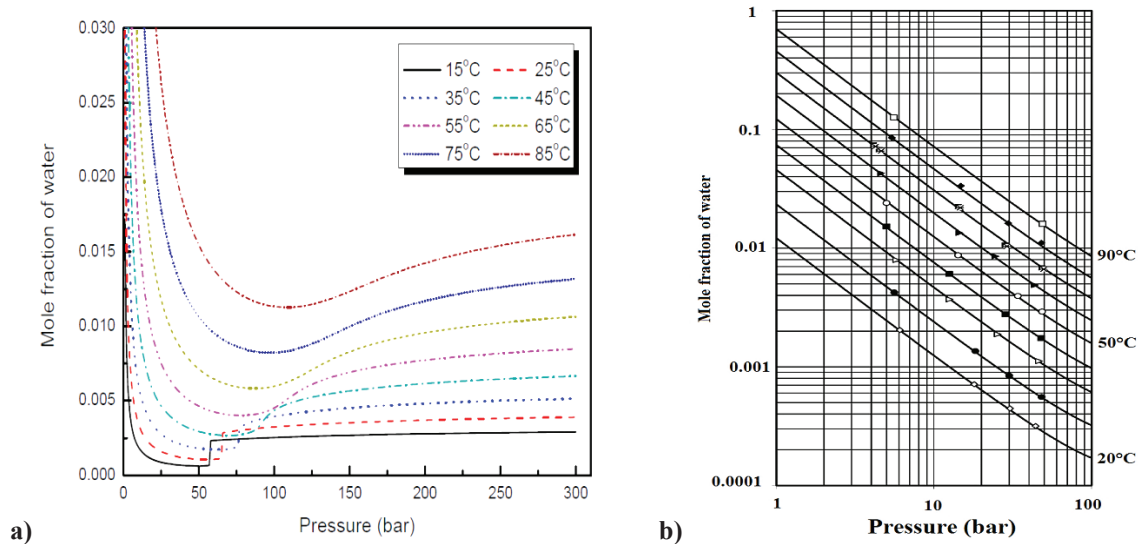 0.030
0.025
0.020
0.015
0.010
0.005
0.000
Mole fraction of water
15°C 25°C
35°C 45°C
55°C 65°C
75°C 85°C
0 50 100 150 200 250 300
Pressure (bar)
a)
1
0.1
0.01
0.001
0.0001
Mole fraction of water
90°C
50°C
20°C
1 10 100
Pressure (bar)
b)